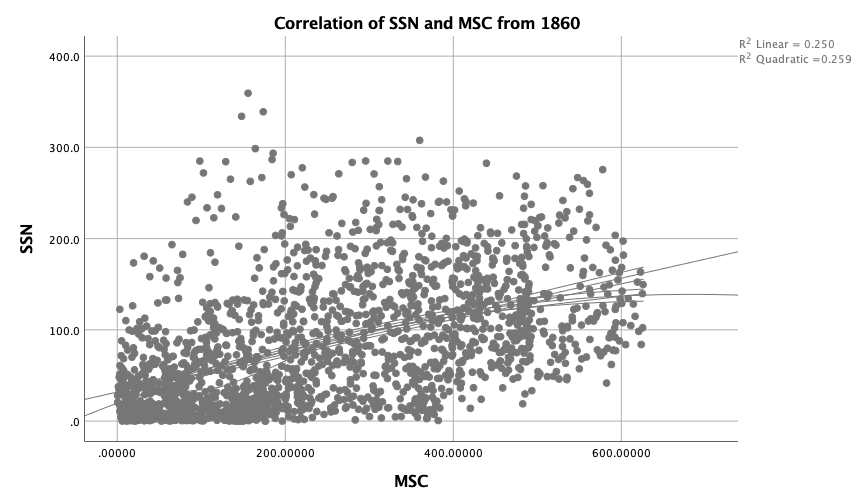 Correlation of SSN and MSC from 1860
R2 Linear = 0.250
R2 Quadratic =0.259
400.0
300.0
200.0
100.0
.0
SSN
.00000 200.00000 400.00000 600.00000
MSC